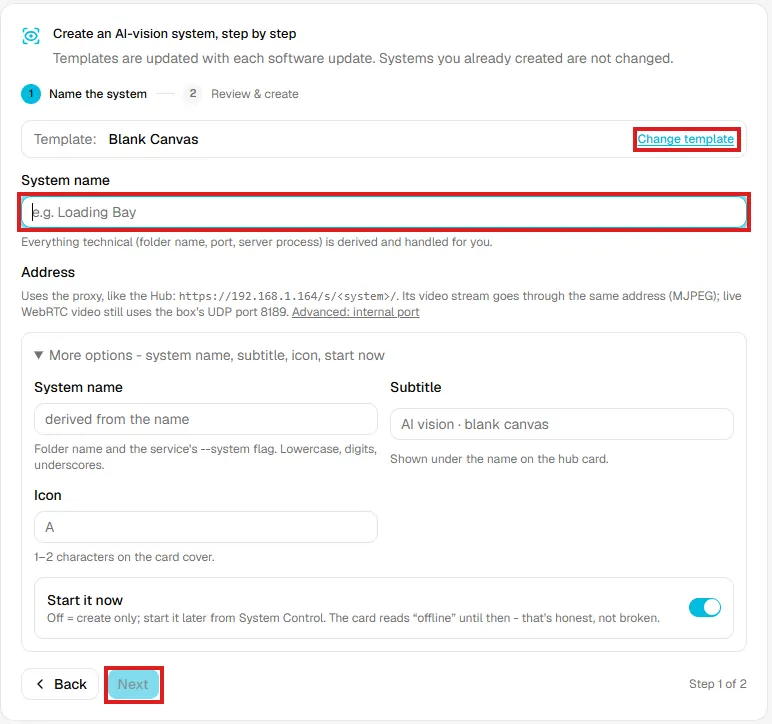 Create an AI-vision system, step by step
Templates are updated with each software update. Systems you already created are not changed.
1 Name the system 2 Review & create
Template: Blank Canvas Change template
System name
e.g. Loading Bay
Everything technical (folder name, port, server process) is derived and handled for you.
Address
Uses the proxy, like the Hub: https://192.168.1.164/s/<system>/. Its video stream goes through the same address (MJPEG); live
WebRTC video still uses the box's UDP port 8189. Advanced: internal port
▼ More options - system name, subtitle, icon, start now
System name
derived from the name
Folder name and the service's --system flag. Lowercase, digits,
underscores.
Subtitle
AI vision · blank canvas
Shown under the name on the hub card.
Icon
A
1–2 characters on the card cover.
Start it now
Off = create only; start it later from System Control. The card reads “offline” until then - that's honest, not broken.
Back Next Step 1 of 2